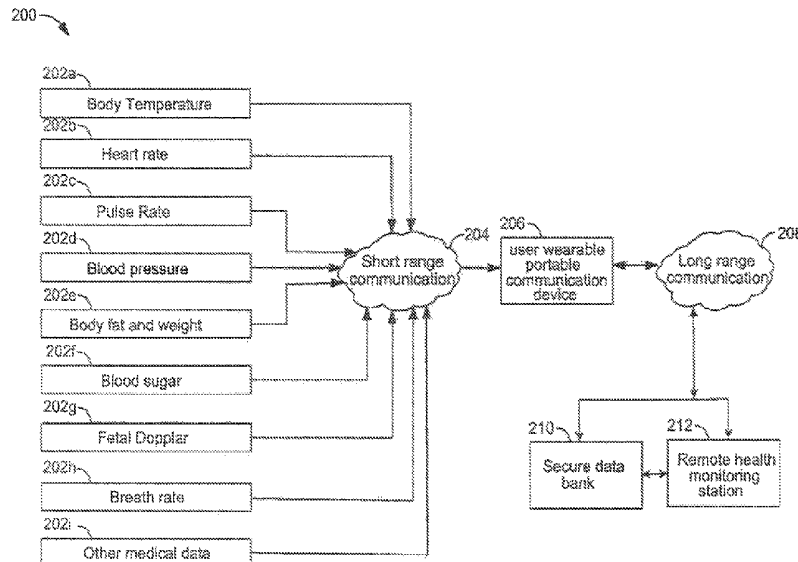 200
202a
Body Temperature
202b
Heart rate
202c
Pulse Rate
202d
Blood pressure
202e
Body fat and weight
202f
Blood sugar
202g
Fetal Dopplar
202h
Breath rate
202i
Other medical data
204
Short range
communication
206
user wearable
portable
communication
device
208
Long range
communication
210
Secure data
bank
212
Remote health
monitoring
station